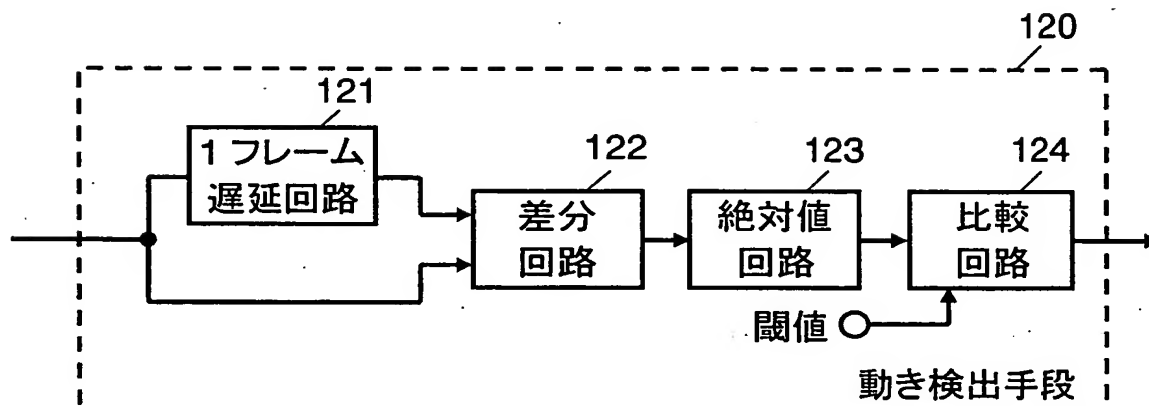 120
121
1フレーム
遅延回路
122
差分
回路
123
絶対値
回路
124
比較
回路
閾値
動き検出手段